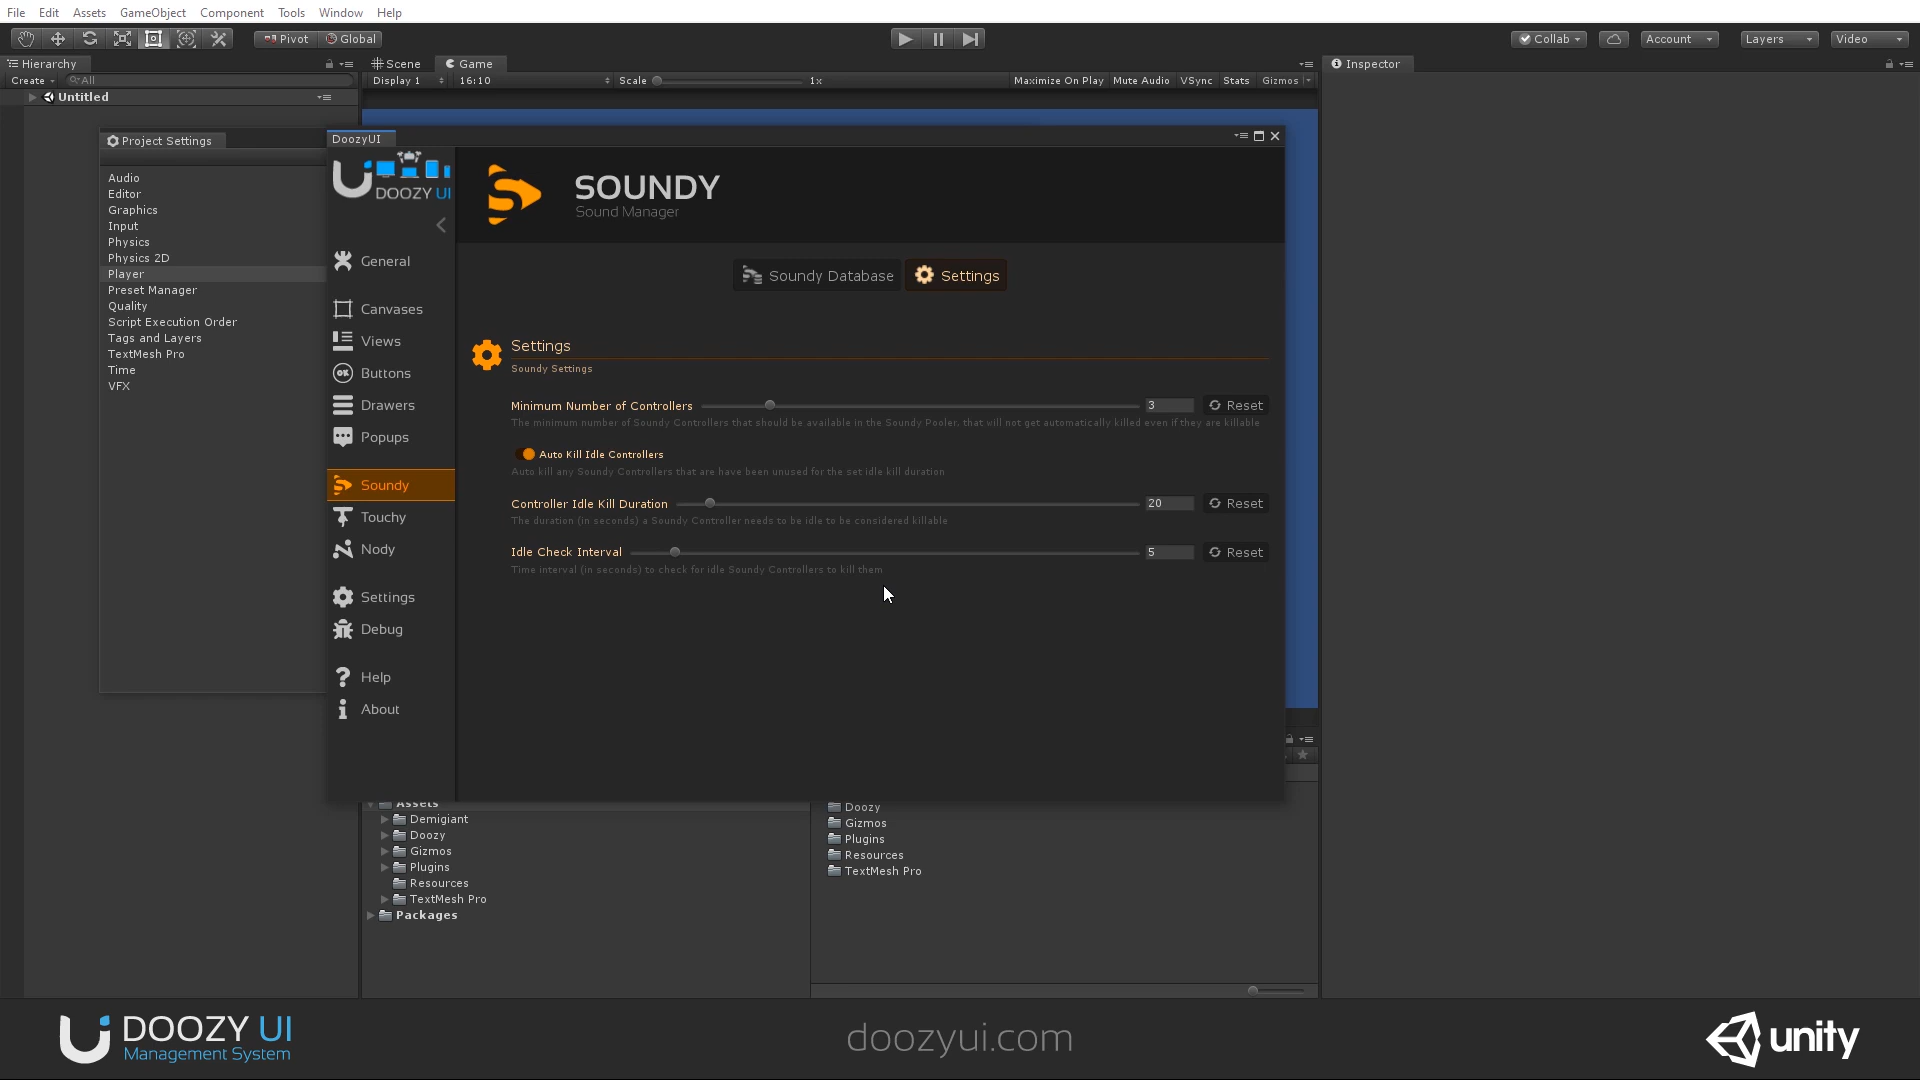 File Edit Assets GameObject Component Tools Window Help
Pivot Global Collab Account Layers Video
Hierarchy Scene Game Inspector
Create All Display 1 16:10 Scale 1x Maximize On Play Mute Audio VSync Stats Gizmos
Untitled
Project Settings
Audio
Editor
Graphics
Input
Physics
Physics 2D
Player
Preset Manager
Quality
Script Execution Order
Tags and Layers
TextMesh Pro
Time
VFX
DoozyUI
DOOZY UI
General
Canvases
Views
Buttons
Drawers
Popups
Soundy
Touchy
Nody
Settings
Debug
Help
About
SOUNDY
Sound Manager
Soundy Database Settings
Settings
Soundy Settings
Minimum Number of Controllers 3 Reset
The minimum number of Soundy Controllers that should be available in the Soundy Pooler, that will not get automatically killed even if they are killable
Auto Kill Idle Controllers
Auto kill any Soundy Controllers that are have been unused for the set idle kill duration
Controller Idle Kill Duration 20 Reset
The duration (in seconds) a Soundy Controller needs to be idle to be considered killable
Idle Check Interval 5 Reset
Time interval (in seconds) to check for idle Soundy Controllers to kill them
Assets
Demigiant
Doozy
Gizmos
Plugins
Resources
TextMesh Pro
Packages
Doozy
Gizmos
Plugins
Resources
TextMesh Pro
DOOZY UI
Management System
doozyui.com
unity